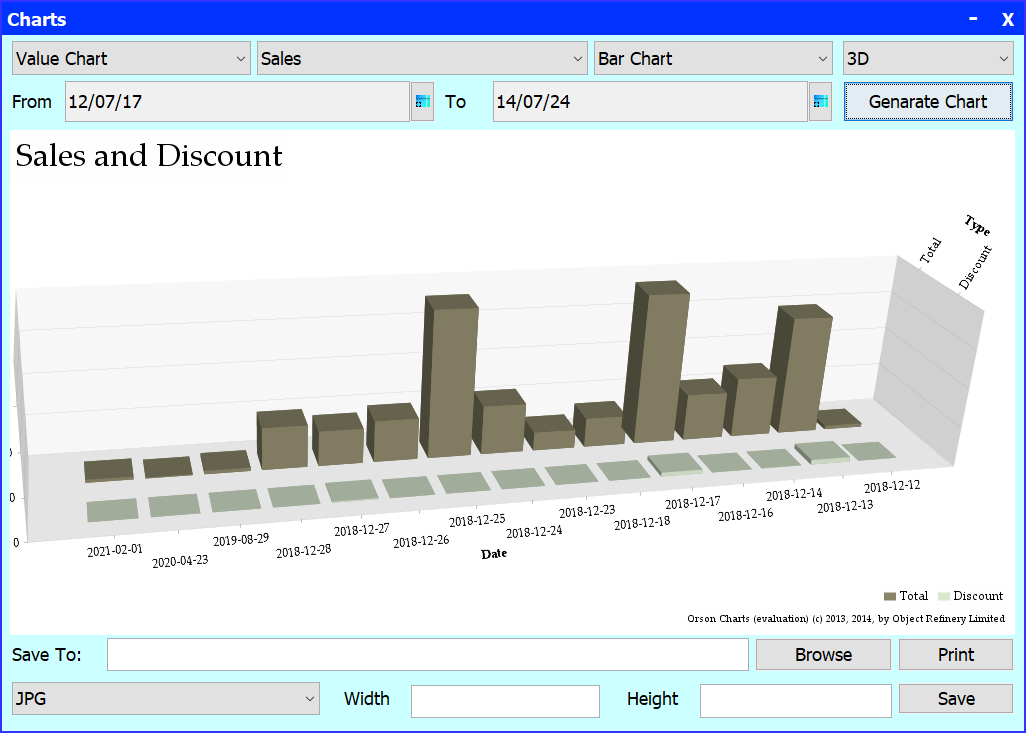 Charts - X
Value Chart Sales Bar Chart 3D
From 12/07/17 To 14/07/24 Genarate Chart
Sales and Discount
Type
Total
Discount
0
0
2021-02-01
2020-04-23
2019-08-29
2018-12-28
2018-12-27
2018-12-26
2018-12-25
2018-12-24
2018-12-23
2018-12-18
2018-12-17
2018-12-16
2018-12-14
2018-12-13
2018-12-12
Date
Total Discount
Orson Charts (evaluation) (c) 2013, 2014, by Object Refinery Limited
Save To: Browse Print
JPG Width Height Save